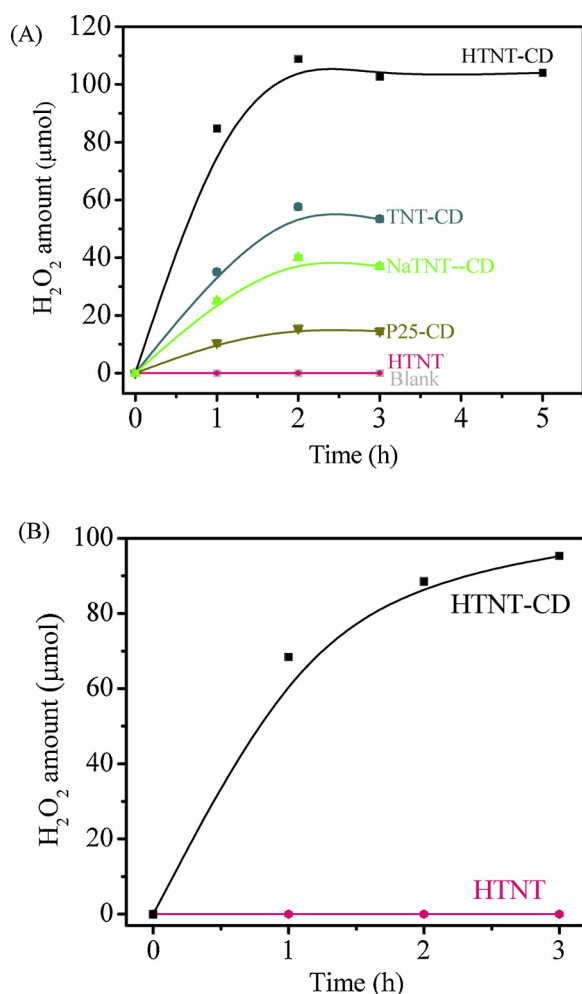 (A)
120
100
80
60
40
20
0
H₂O₂ amount (μmol)
HTNT-CD
TNT-CD
NaTNT--CD
P25-CD
HTNT
Blank
0 1 2 3 4 5
Time (h)
(B)
100
80
60
40
20
0
H₂O₂ amount (μmol)
HTNT-CD
HTNT
0 1 2 3
Time (h)